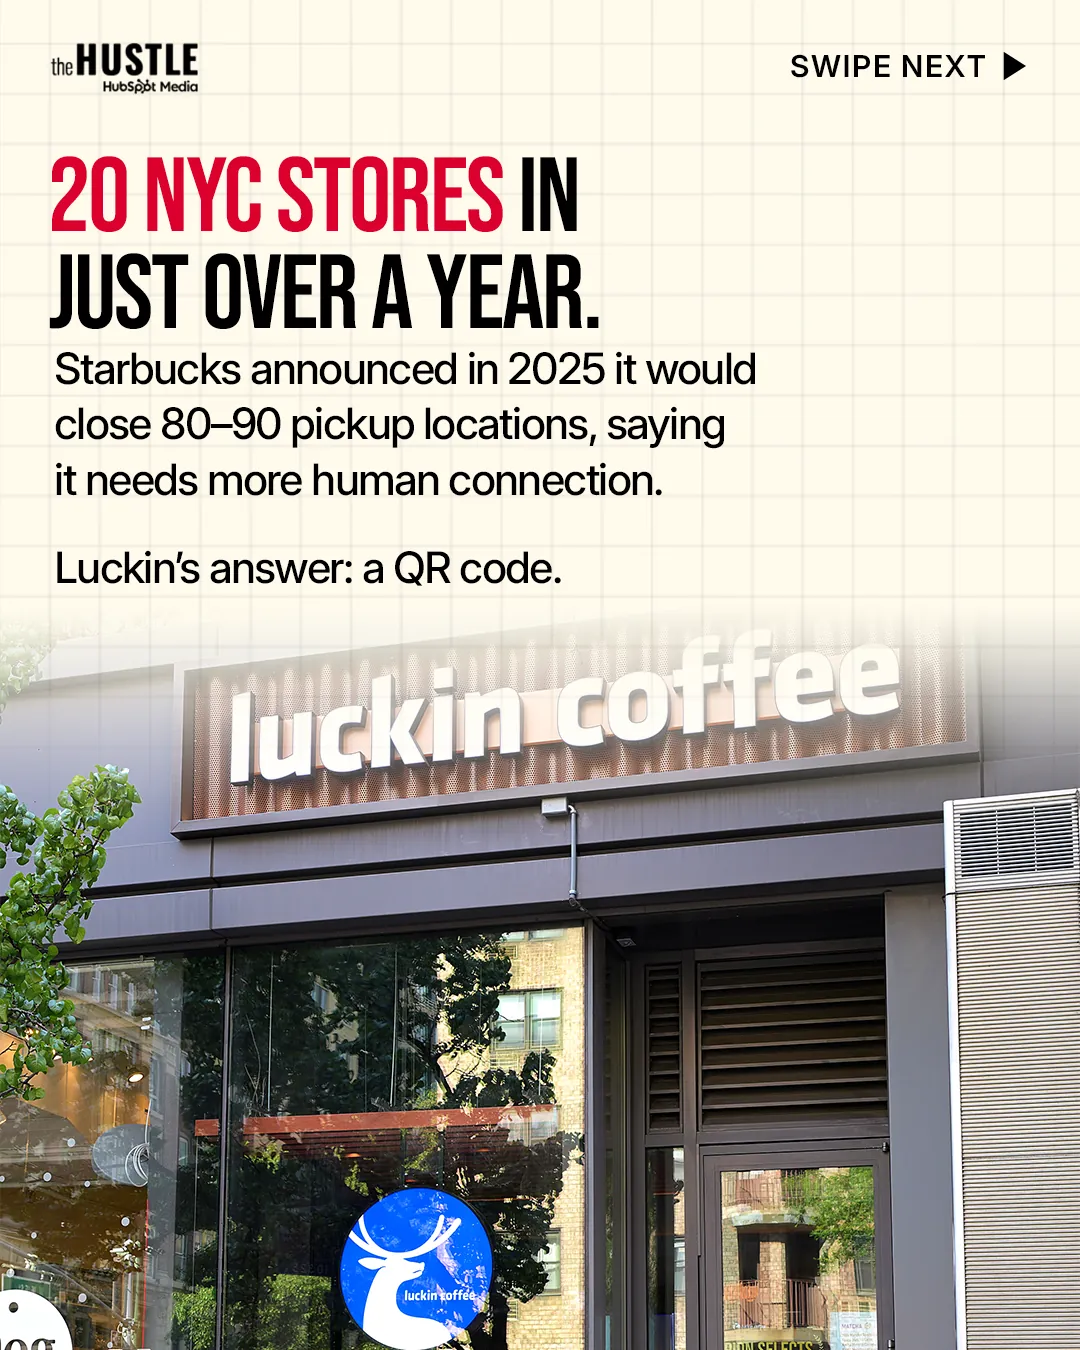 the HUSTLE
HubSpot Media
SWIPE NEXT
20 NYC STORES IN
JUST OVER A YEAR.
Starbucks announced in 2025 it would
close 80–90 pickup locations, saying
it needs more human connection.
Luckin’s answer: a QR code.
luckin coffee
luckin coffee
MATCHA